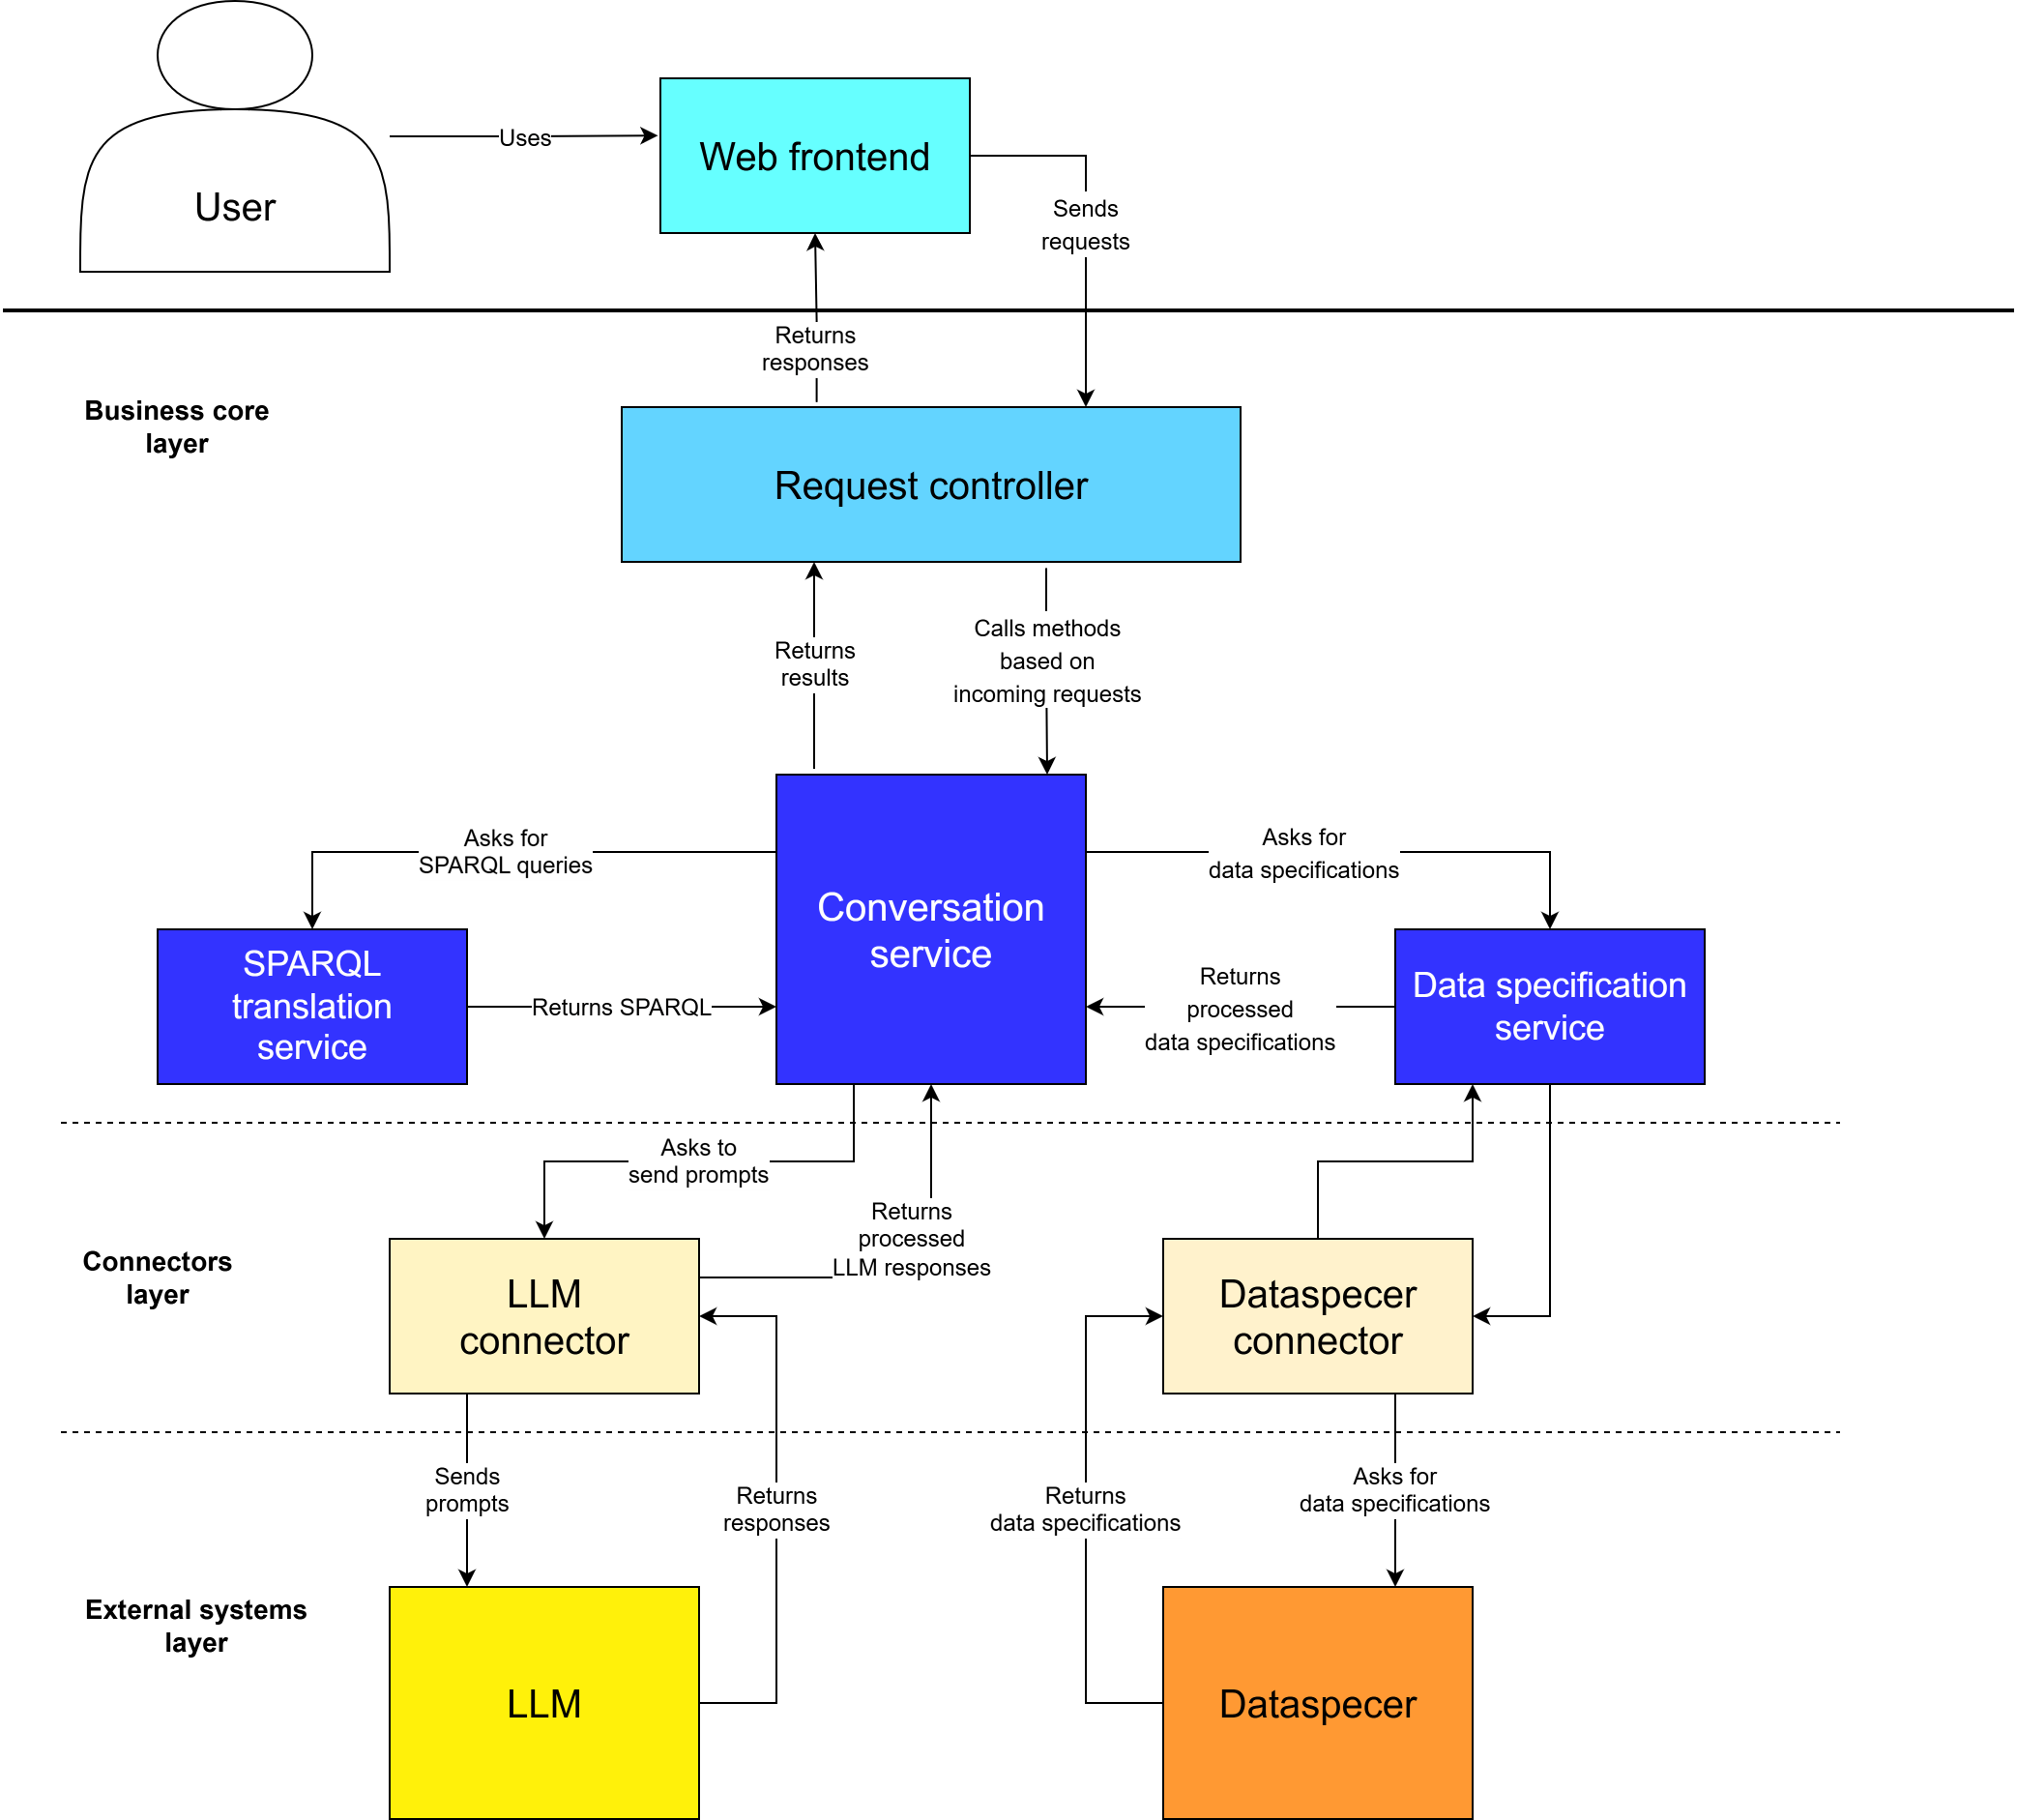 User
Uses
Web frontend
Sends
requests
Returns
responses
Business core
layer
Request controller
Returns
results
Calls methods
based on
incoming requests
Asks for
SPARQL queries
Conversation
service
Asks for
data specifications
SPARQL
translation
service
Returns SPARQL
Returns
processed
data specifications
Data specification
service
Asks to
send prompts
Returns
processed
LLM responses
Connectors
layer
LLM
connector
Dataspecer
connector
Sends
prompts
Returns
responses
Returns
data specifications
Asks for
data specifications
External systems
layer
LLM
Dataspecer